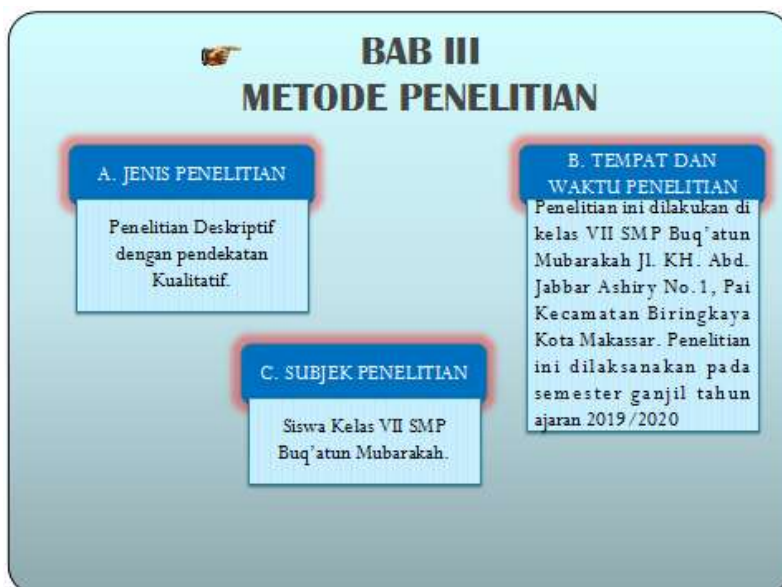 BAB III
METODE PENELITIAN
A. JENIS PENELITIAN
Penelitian Deskriptif
dengan pendekatan
Kualitatif.
B. TEMPAT DAN
WAKTU PENELITIAN
Penelitian ini dilakukan di
kelas VII SMP Buq’atun
Mubarakah Jl. KH. Abd.
Jabbar Ashiry No.1, Pai
Kecamatan Biringkaya
Kota Makassar. Penelitian
ini dilaksanakan pada
semester ganjil tahun
ajaran 2019/2020
C. SUBJEK PENELITIAN
Siswa Kelas VII SMP
Buq’atun Mubarakah.